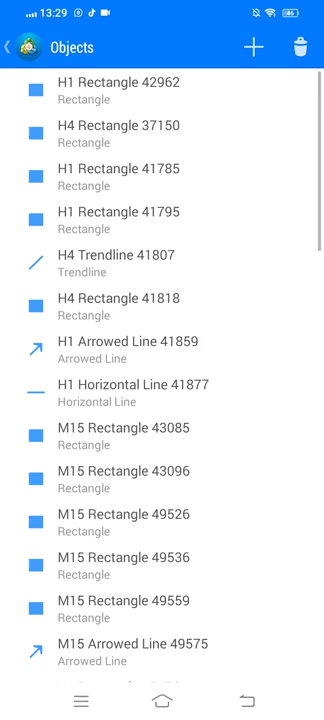 13:29
86
Objects
H1 Rectangle 42962
Rectangle
H4 Rectangle 37150
Rectangle
H1 Rectangle 41785
Rectangle
H1 Rectangle 41795
Rectangle
H4 Trendline 41807
Trendline
H4 Rectangle 41818
Rectangle
H1 Arrowed Line 41859
Arrowed Line
H1 Horizontal Line 41877
Horizontal Line
M15 Rectangle 43085
Rectangle
M15 Rectangle 43096
Rectangle
M15 Rectangle 49526
Rectangle
M15 Rectangle 49536
Rectangle
M15 Rectangle 49559
Rectangle
M15 Arrowed Line 49575
Arrowed Line